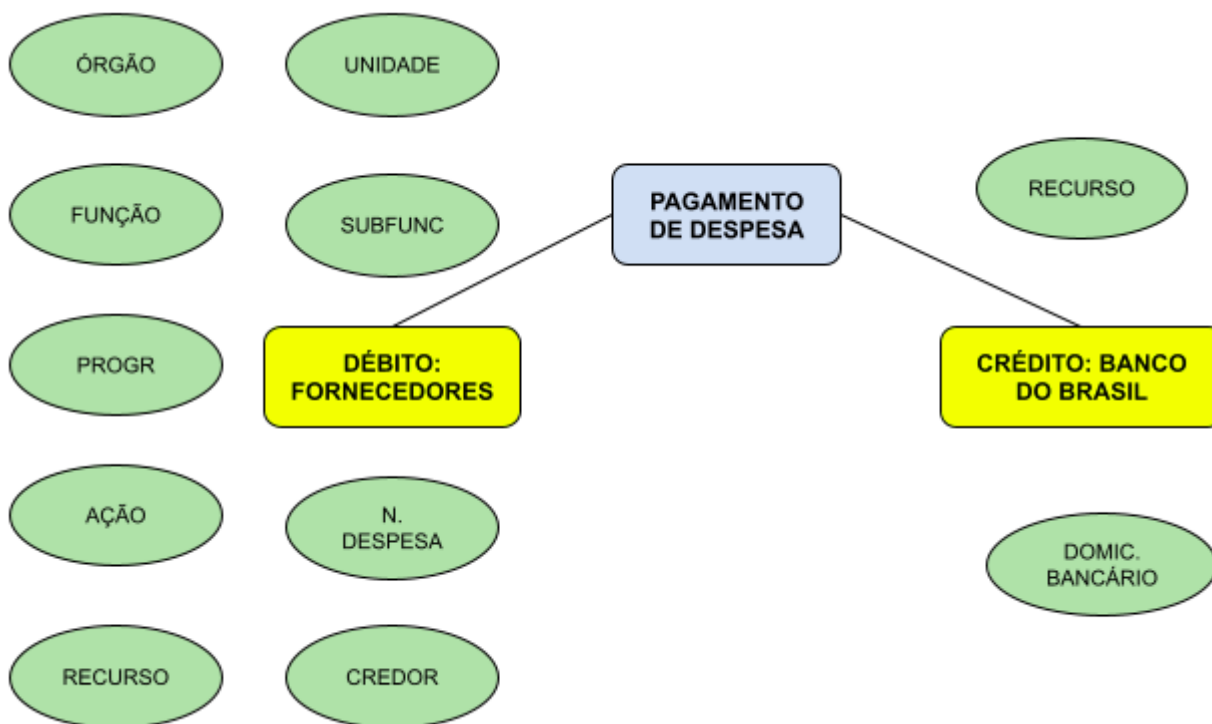 ÓRGÃO
UNIDADE
FUNÇÃO
SUBFUNC
PAGAMENTO
DE DESPESA
RECURSO
PROGR
DÉBITO:
FORNECEDORES
CRÉDITO: BANCO
DO BRASIL
AÇÃO
N.
DESPESA
DOMIC.
BANCÁRIO
RECURSO
CREDOR